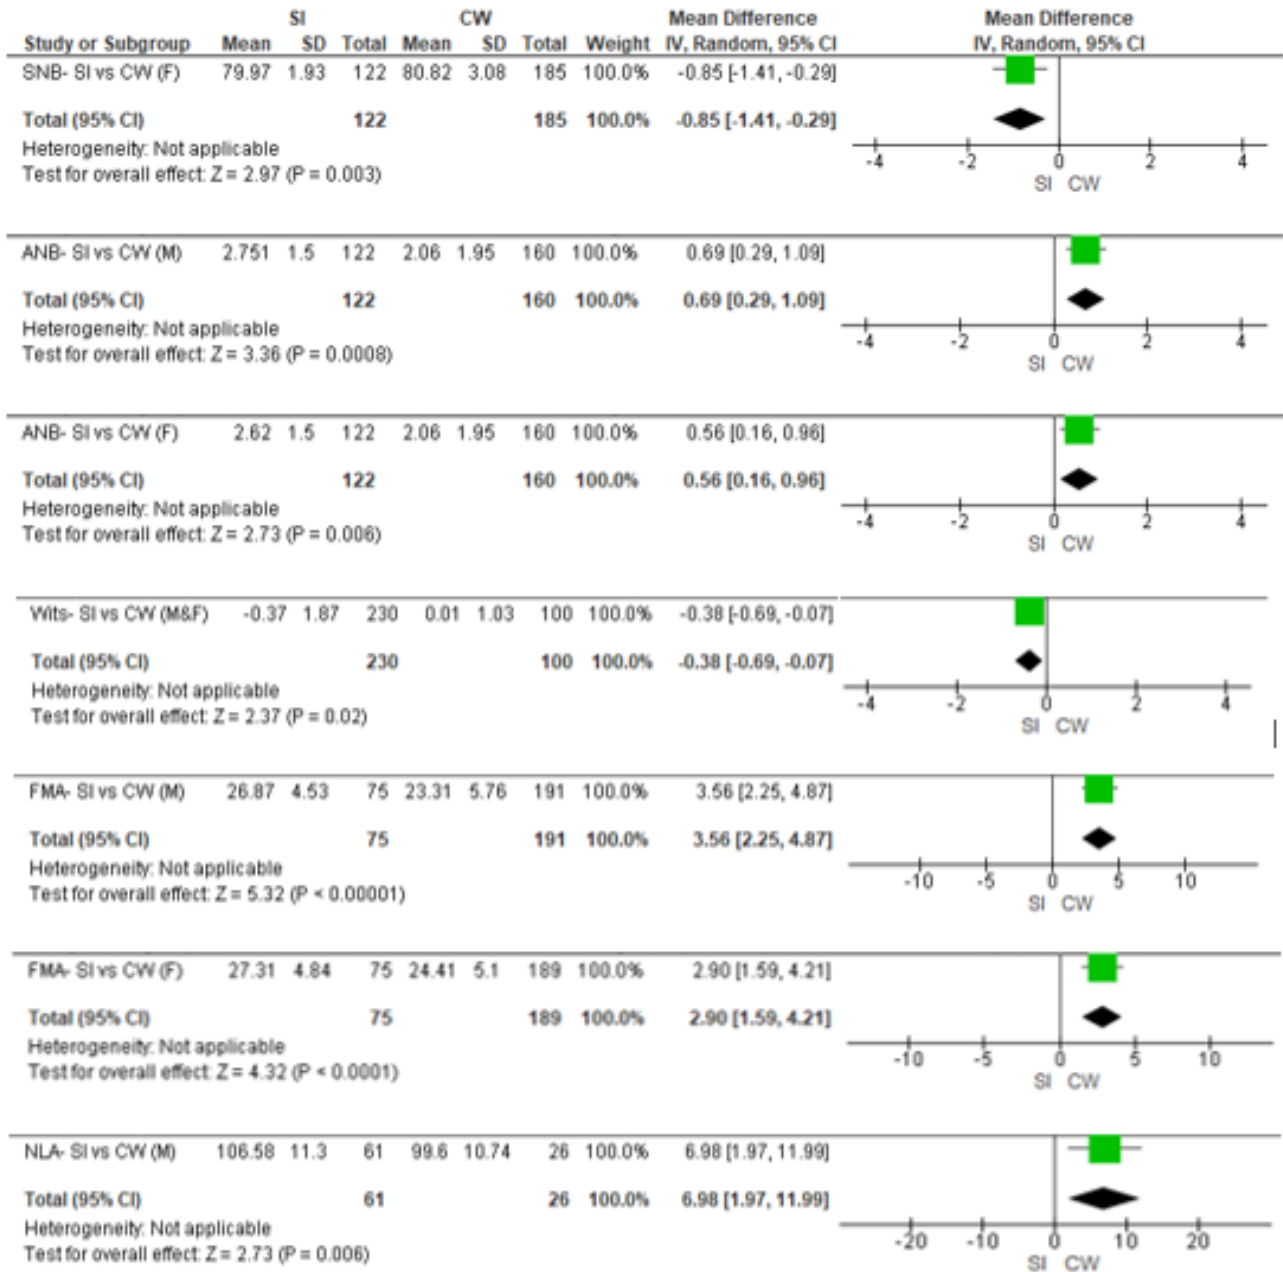 SI CW Mean Difference Mean Difference
Study or Subgroup Mean SD Total Mean SD Total Weight IV, Random, 95% CI IV, Random, 95% CI
SNB- SI vs CW (F) 79.97 1.93 122 80.82 3.08 185 100.0% -0.85 [-1.41, -0.29]
Total (95% CI) 122 185 100.0% -0.85 [-1.41, -0.29]
Heterogeneity: Not applicable
-4 -2 0 2 4
Test for overall effect: Z = 2.97 (P = 0.003)
SI CW
ANB- SI vs CW (M) 2.751 1.5 122 2.06 1.95 160 100.0% 0.69 [0.29, 1.09]
Total (95% CI) 122 160 100.0% 0.69 [0.29, 1.09]
Heterogeneity: Not applicable
-4 -2 0 2 4
Test for overall effect: Z = 3.36 (P = 0.0008)
SI CW
ANB- SI vs CW (F) 2.62 1.5 122 2.06 1.95 160 100.0% 0.56 [0.16, 0.96]
Total (95% CI) 122 160 100.0% 0.56 [0.16, 0.96]
Heterogeneity: Not applicable
-4 -2 0 2 4
Test for overall effect: Z = 2.73 (P = 0.006)
SI CW
Wits- SI vs CW (M&F) -0.37 1.87 230 0.01 1.03 100 100.0% -0.38 [-0.69, -0.07]
Total (95% CI) 230 100 100.0% -0.38 [-0.69, -0.07]
Heterogeneity: Not applicable
-4 -2 0 2 4
Test for overall effect: Z = 2.37 (P = 0.02)
SI CW
FMA- SI vs CW (M) 26.87 4.53 75 23.31 5.76 191 100.0% 3.56 [2.25, 4.87]
Total (95% CI) 75 191 100.0% 3.56 [2.25, 4.87]
Heterogeneity: Not applicable
-10 -5 0 5 10
Test for overall effect: Z = 5.32 (P < 0.00001)
SI CW
FMA- SI vs CW (F) 27.31 4.84 75 24.41 5.1 189 100.0% 2.90 [1.59, 4.21]
Total (95% CI) 75 189 100.0% 2.90 [1.59, 4.21]
Heterogeneity: Not applicable
-10 -5 0 5 10
Test for overall effect: Z = 4.32 (P < 0.0001)
SI CW
NLA- SI vs CW (M) 106.58 11.3 61 99.6 10.74 26 100.0% 6.98 [1.97, 11.99]
Total (95% CI) 61 26 100.0% 6.98 [1.97, 11.99]
Heterogeneity: Not applicable
-20 -10 0 10 20
Test for overall effect: Z = 2.73 (P = 0.006)
SI CW